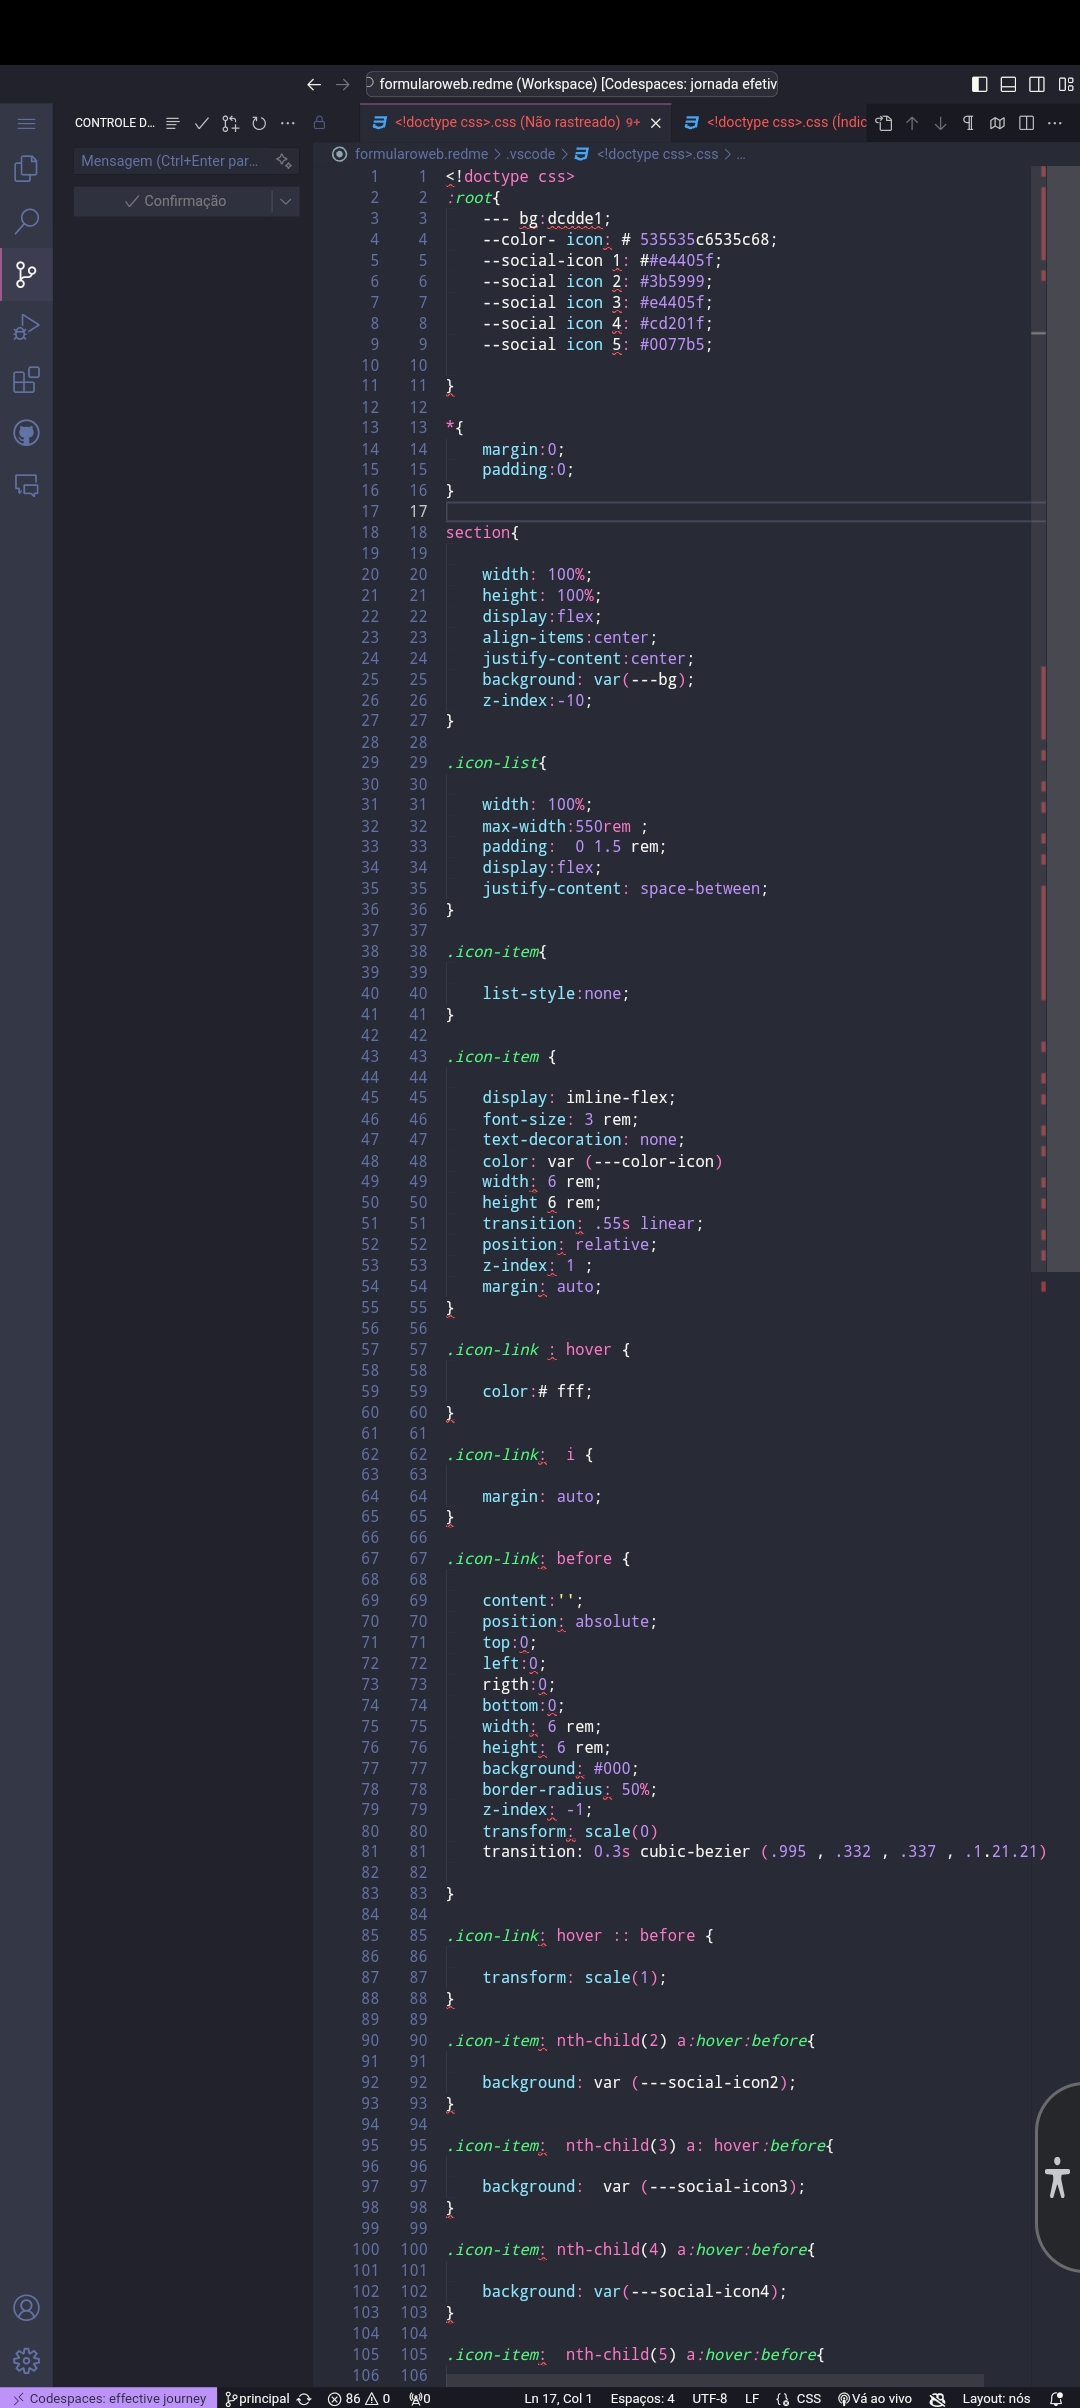 formularoweb.redme (Workspace) [Codespaces: jornada efetiv
CONTROLE D...
<!doctype css>.css (Não rastreado) 9+
<!doctype css>.css (Índic
Mensagem (Ctrl+Enter par...
Confirmação
formularoweb.redme > .vscode > <!doctype css>.css > ...
1 1 <!doctype css>
2 2 :root{
3 3 --- bg:dcdde1;
4 4 --color- icon: # 535535c6535c68;
5 5 --social-icon 1: ##e4405f;
6 6 --social icon 2: #3b5999;
7 7 --social icon 3: #e4405f;
8 8 --social icon 4: #cd201f;
9 9 --social icon 5: #0077b5;
10 10
11 11 }
12 12
13 13 *{
14 14 margin:0;
15 15 padding:0;
16 16 }
17 17
18 18 section{
19 19
20 20 width: 100%;
21 21 height: 100%;
22 22 display:flex;
23 23 align-items:center;
24 24 justify-content:center;
25 25 background: var(---bg);
26 26 z-index:-10;
27 27 }
28 28
29 29 .icon-list{
30 30
31 31 width: 100%;
32 32 max-width:550rem ;
33 33 padding:  0 1.5 rem;
34 34 display:flex;
35 35 justify-content: space-between;
36 36 }
37 37
38 38 .icon-item{
39 39
40 40 list-style:none;
41 41 }
42 42
43 43 .icon-item {
44 44
45 45 display: imline-flex;
46 46 font-size: 3 rem;
47 47 text-decoration: none;
48 48 color: var (---color-icon)
49 49 width: 6 rem;
50 50 height 6 rem;
51 51 transition: .55s linear;
52 52 position: relative;
53 53 z-index: 1 ;
54 54 margin: auto;
55 55 }
56 56
57 57 .icon-link : hover {
58 58
59 59 color:# fff;
60 60 }
61 61
62 62 .icon-link:  i {
63 63
64 64 margin: auto;
65 65 }
66 66
67 67 .icon-link: before {
68 68
69 69 content:'';
70 70 position: absolute;
71 71 top:0;
72 72 left:0;
73 73 rigth:0;
74 74 bottom:0;
75 75 width: 6 rem;
76 76 height: 6 rem;
77 77 background: #000;
78 78 border-radius: 50%;
79 79 z-index: -1;
80 80 transform: scale(0)
81 81 transition: 0.3s cubic-bezier (.995 , .332 , .337 , .1.21.21)
82 82
83 83 }
84 84
85 85 .icon-link: hover :: before {
86 86
87 87 transform: scale(1);
88 88 }
89 89
90 90 .icon-item: nth-child(2) a:hover:before{
91 91
92 92 background: var (---social-icon2);
93 93 }
94 94
95 95 .icon-item:  nth-child(3) a: hover:before{
96 96
97 97 background:  var (---social-icon3);
98 98 }
99 99
100 100 .icon-item: nth-child(4) a:hover:before{
101 101
102 102 background: var(---social-icon4);
103 103 }
104 104
105 105 .icon-item:  nth-child(5) a:hover:before{
106 106
Codespaces: effective journey principal 86 0 0 Ln 17, Col 1 Espaços: 4 UTF-8 LF {} CSS Vá ao vivo Layout: nós